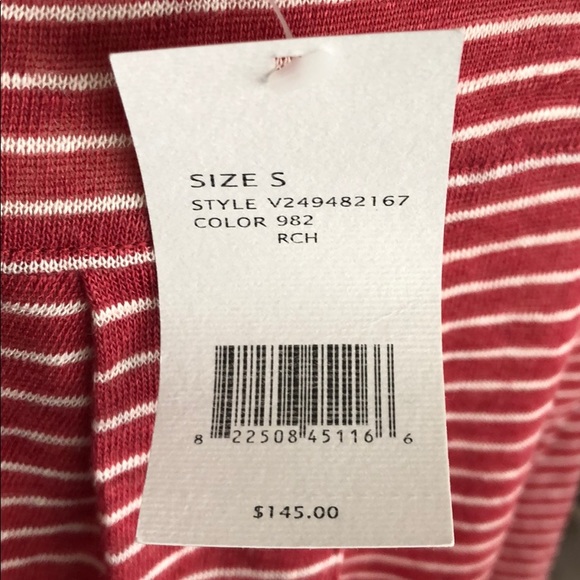 SIZE S
STYLE V249482167
COLOR 982
RCH
8 22508 45116 6
$145.00